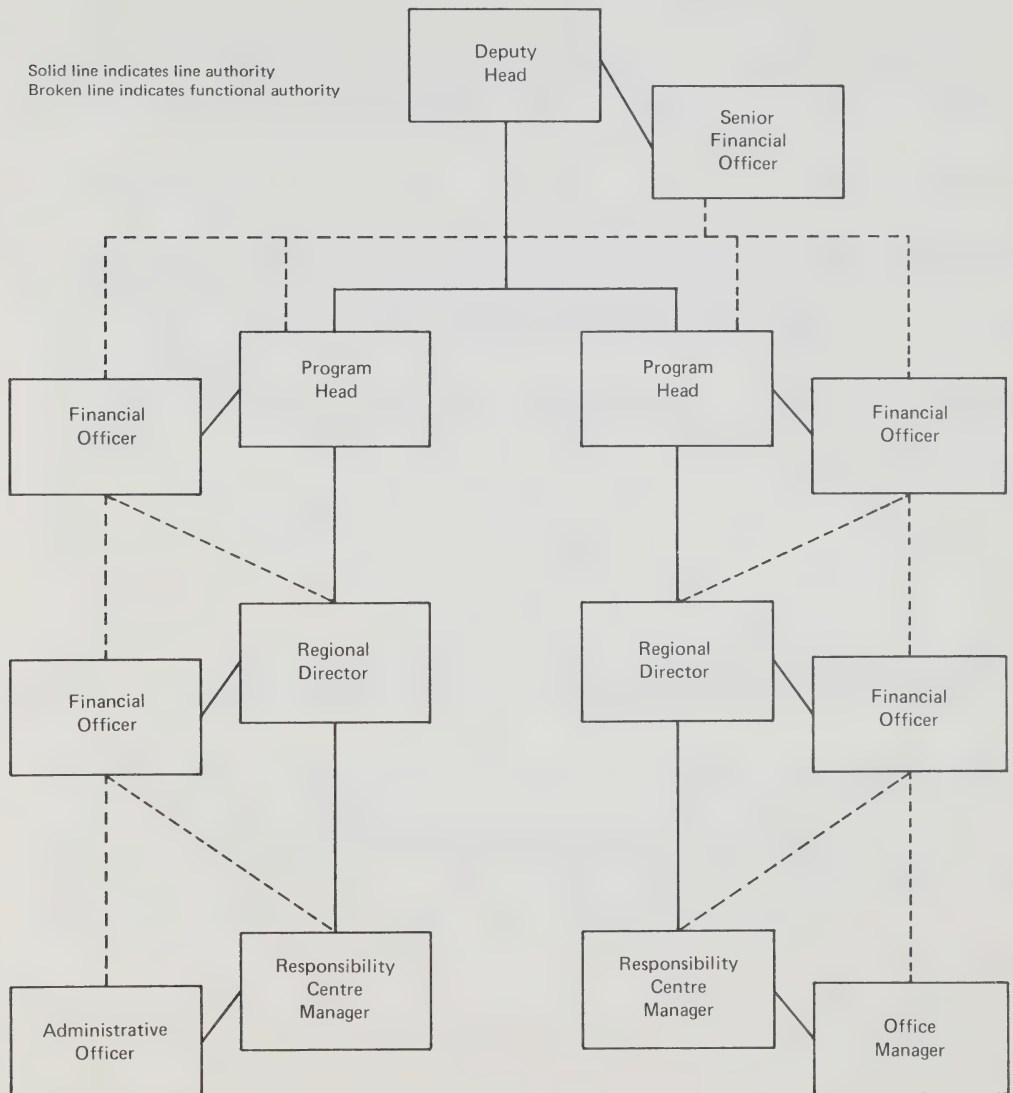 Deputy
Head
Solid line indicates line authority
Broken line indicates functional authority
Senior
Financial
Officer
Program
Head
Program
Head
Financial
Officer
Financial
Officer
Regional
Director
Regional
Director
Financial
Officer
Financial
Officer
Responsibility
Centre
Manager
Responsibility
Centre
Manager
Administrative
Officer
Office
Manager